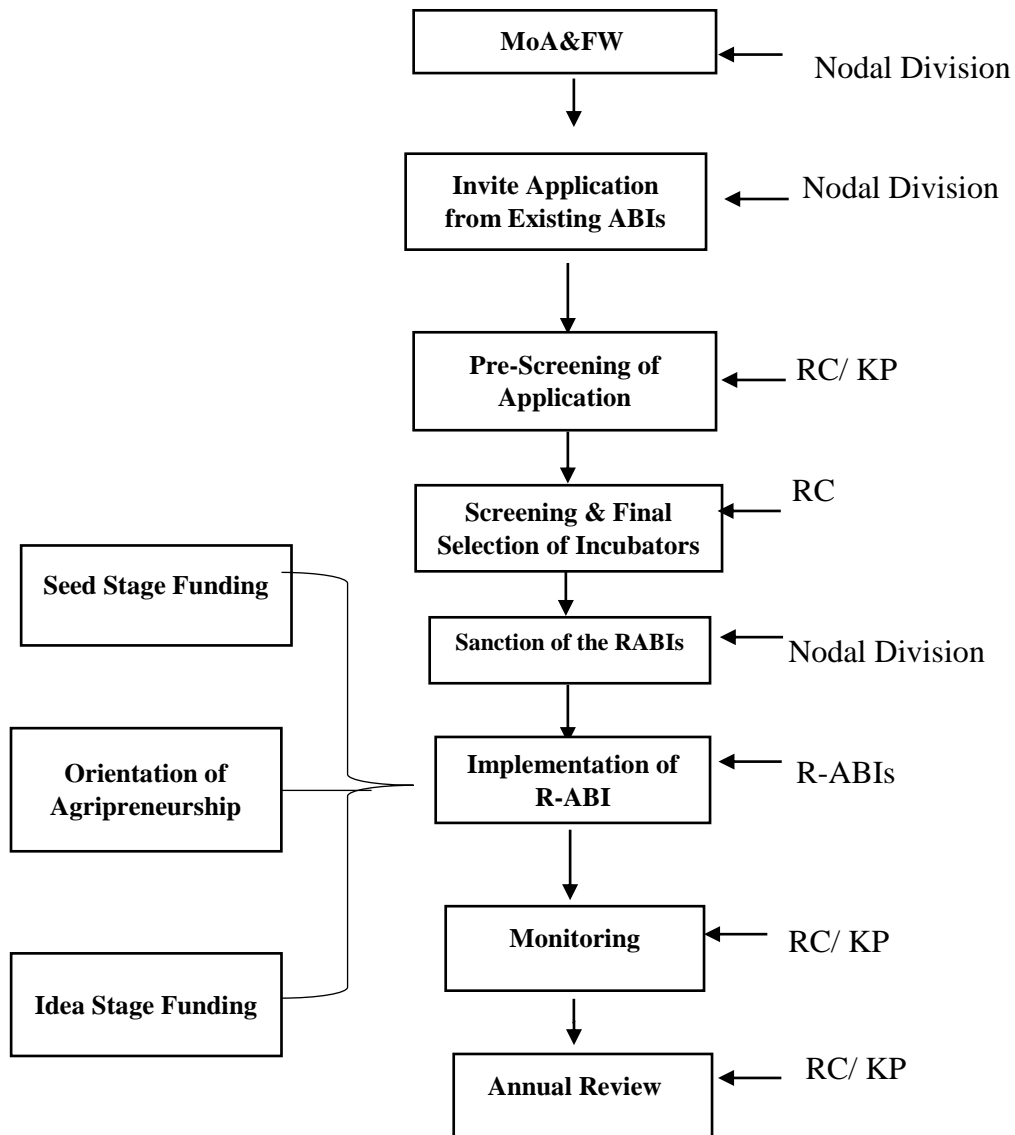 MoA&FW
Nodal Division
Invite Application
from Existing ABIs
Nodal Division
Pre-Screening of
Application
RC/ KP
Screening & Final
Selection of Incubators
RC
Seed Stage Funding
Sanction of the RABIs
Nodal Division
Orientation of
Agripreneurship
Implementation of
R-ABI
R-ABIs
Monitoring
RC/ KP
Idea Stage Funding
Annual Review
RC/ KP